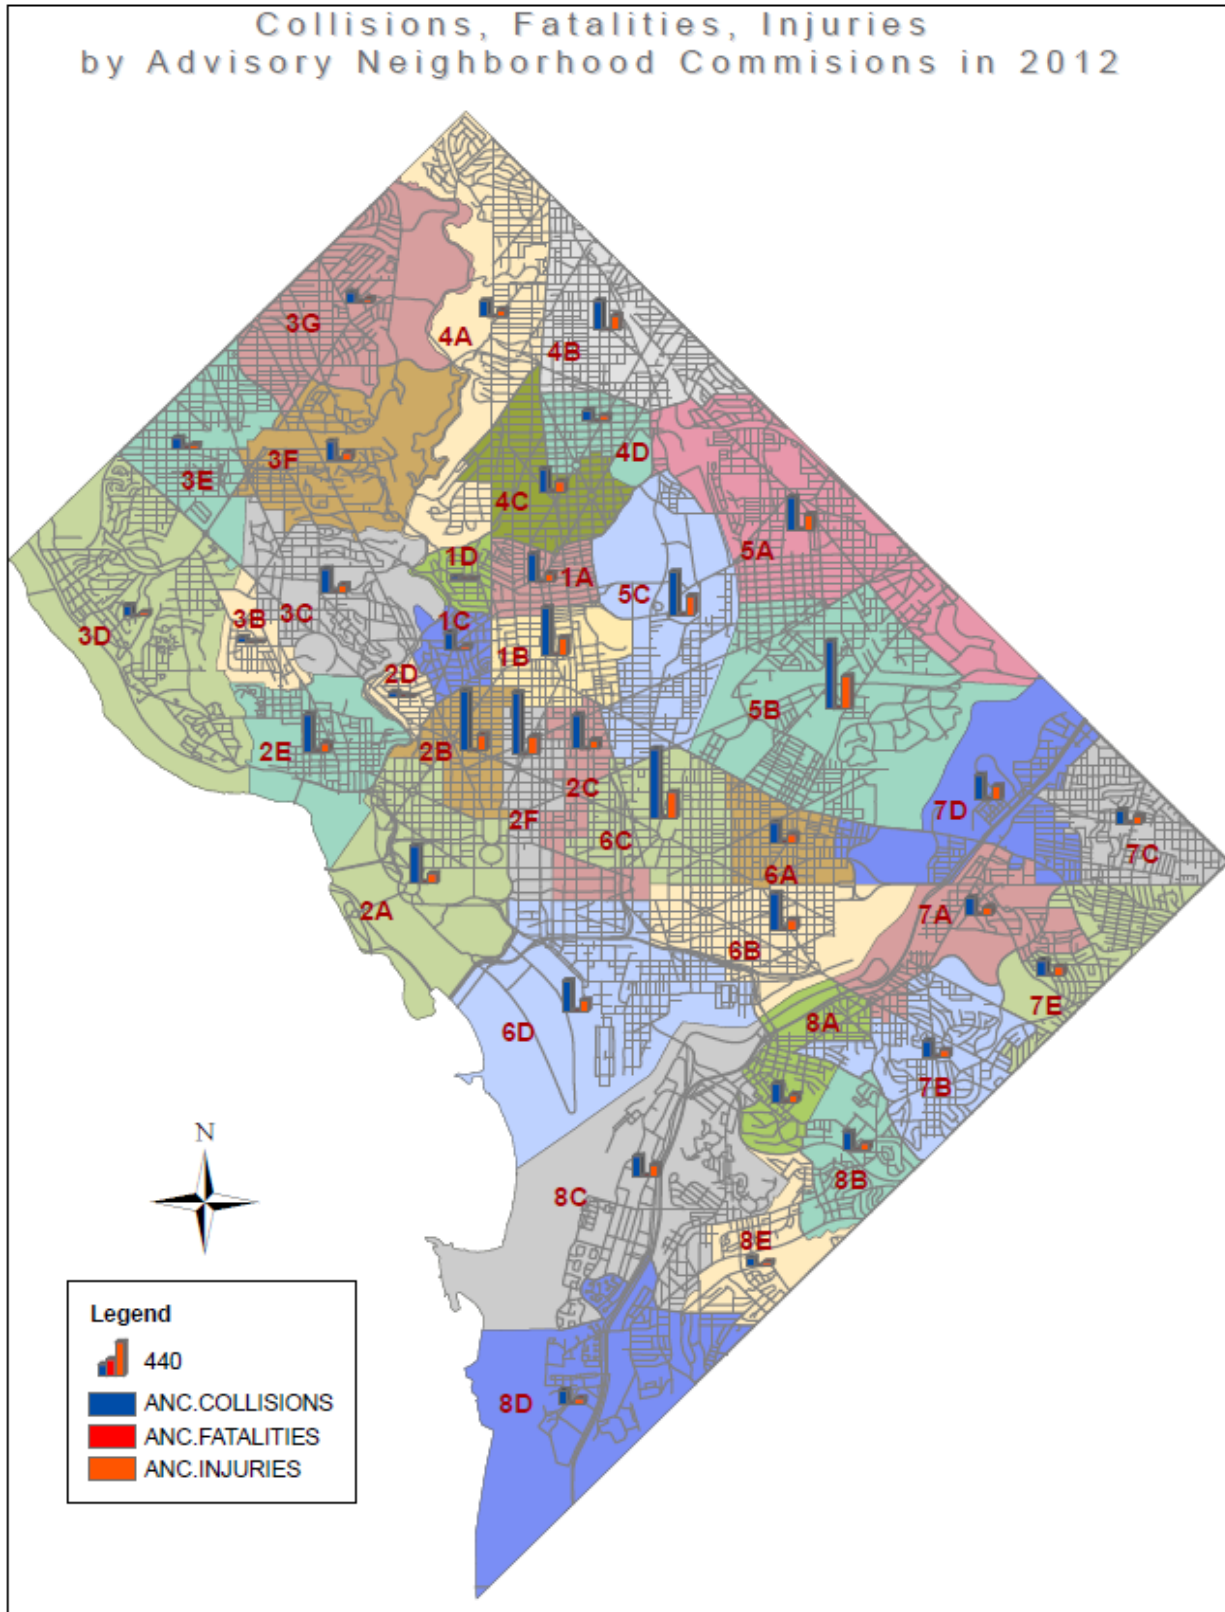 Collisions, Fatalities, Injuries
by Advisory Neighborhood Commisions in 2012
3G
4A
4B
3E
3F
4D
4C
5A
1D
1A
5C
3D
3B
3C
1C
1B
2D
5B
2E
2B
2C
2F
6C
7D
7C
6A
2A
7A
6B
7E
6D
8A
7B
N
8B
8C
8E
Legend
440
ANC.COLLISIONS
ANC.FATALITIES
ANC.INJURIES
8D